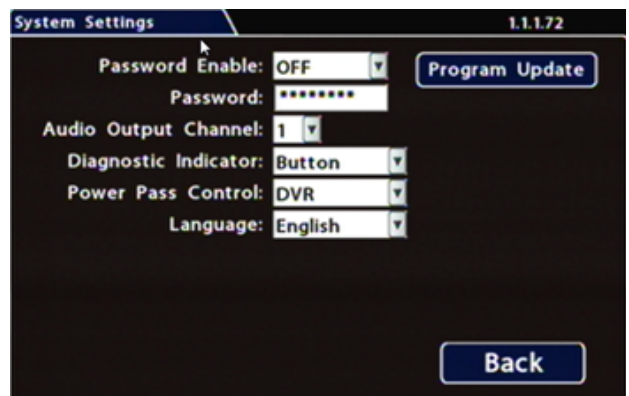 System Settings 1.1.1.72
Password Enable: OFF Program Update
Password: ********
Audio Output Channel: 1
Diagnostic Indicator: Button
Power Pass Control: DVR
Language: English
Back